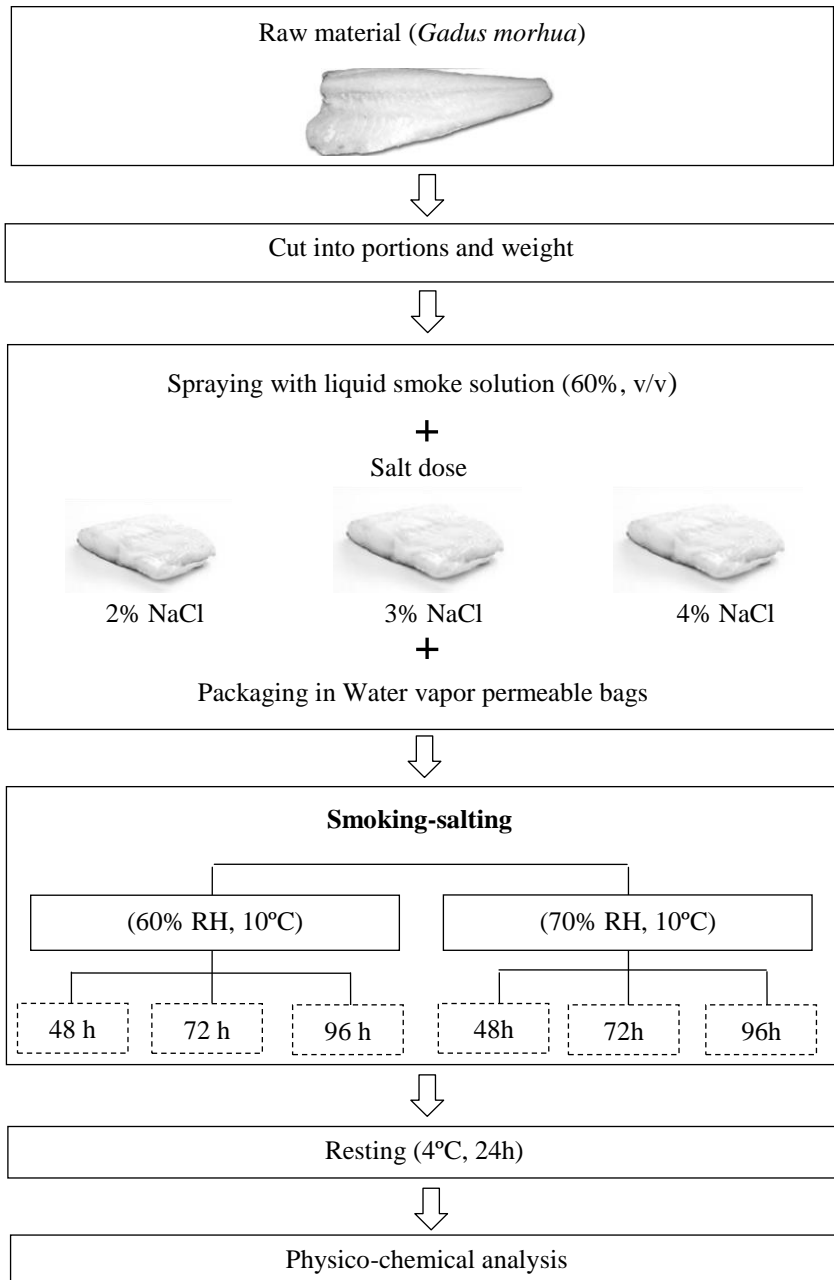 Raw material (Gadus morhua)
Cut into portions and weight
Spraying with liquid smoke solution (60%, v/v)
+
Salt dose
2% NaCl 3% NaCl 4% NaCl
+
Packaging in Water vapor permeable bags
Smoking-salting
(60% RH, 10ºC) (70% RH, 10ºC)
48 h 72 h 96 h 48h 72h 96h
Resting (4ºC, 24h)
Physico-chemical analysis